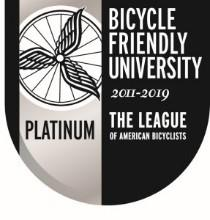 BICYCLE
FRIENDLY
UNIVERSITY
2011-2019
PLATINUM
THE LEAGUE
OF AMERICAN BICYCLISTS